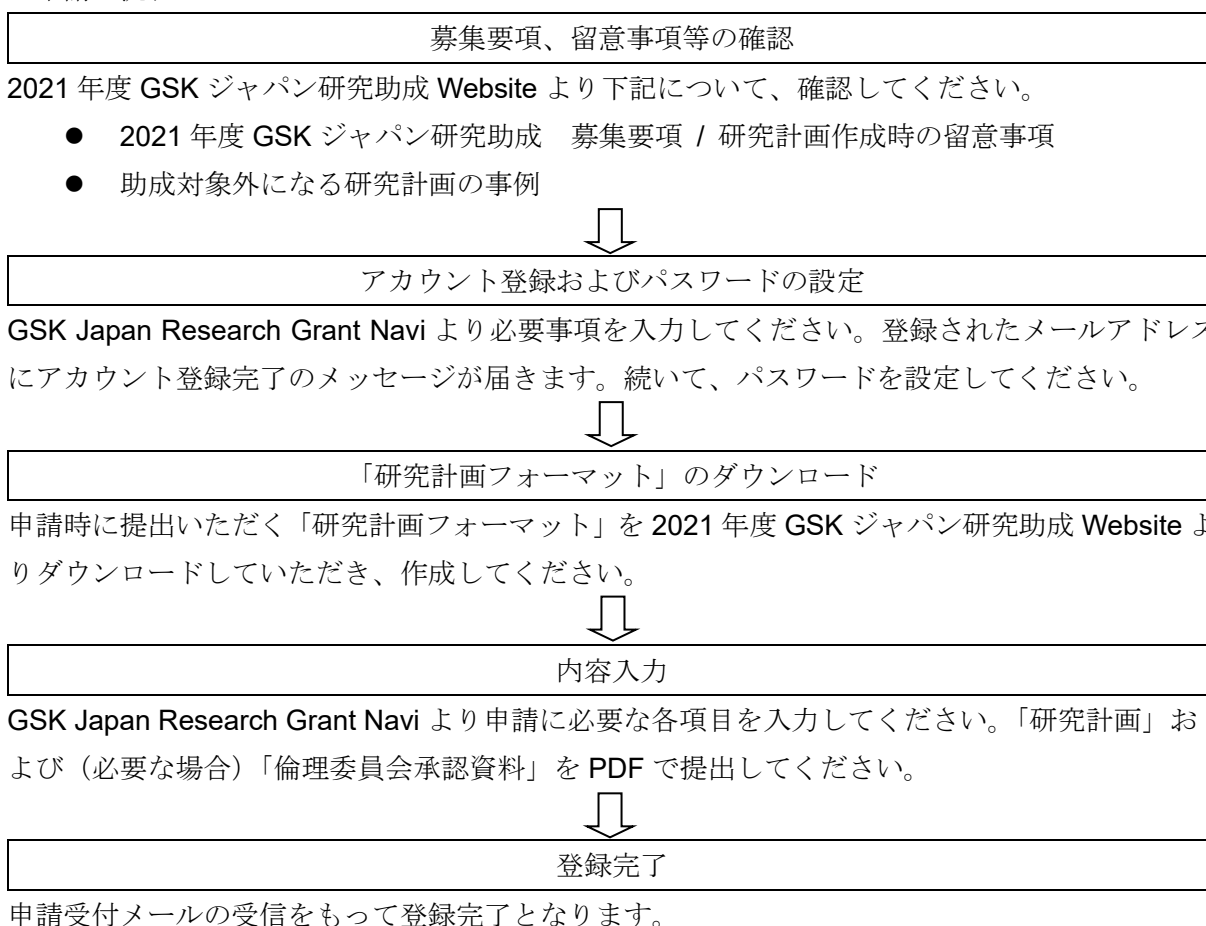 募集要項、留意事項等の確認
2021 年度 GSK ジャパン研究助成 Website より下記について、確認してください。
● 2021 年度 GSK ジャパン研究助成　募集要項 / 研究計画作成時の留意事項
● 助成対象外になる研究計画の事例
アカウント登録およびパスワードの設定
GSK Japan Research Grant Navi より必要事項を入力してください。登録されたメールアドレス
にアカウント登録完了のメッセージが届きます。続いて、パスワードを設定してください。
「研究計画フォーマット」のダウンロード
申請時に提出いただく「研究計画フォーマット」を 2021 年度 GSK ジャパン研究助成 Website よ
りダウンロードしていただき、作成してください。
内容入力
GSK Japan Research Grant Navi より申請に必要な各項目を入力してください。「研究計画」お
よび（必要な場合）「倫理委員会承認資料」を PDF で提出してください。
登録完了
申請受付メールの受信をもって登録完了となります。